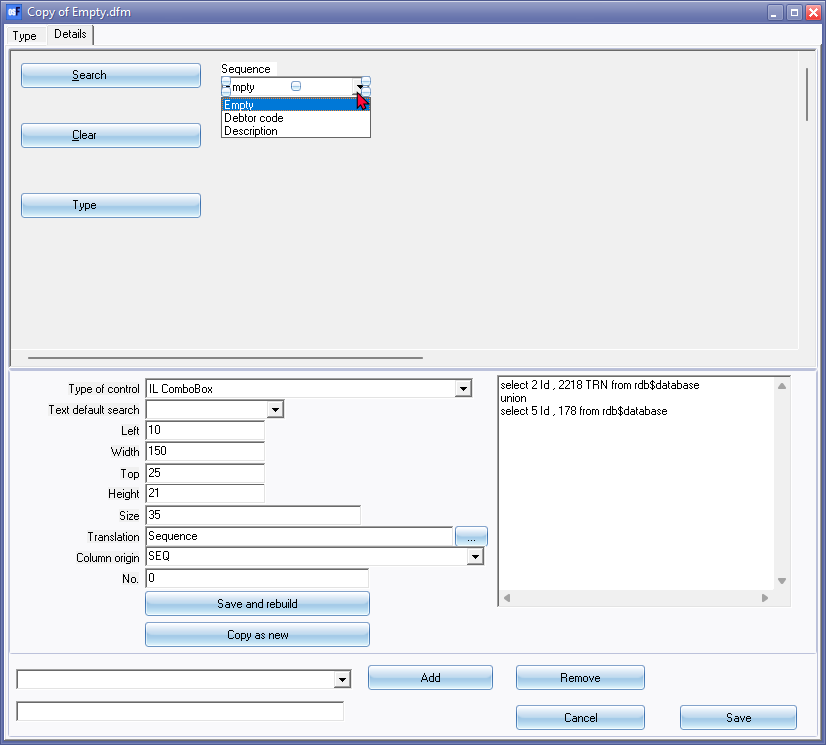 Copy of Empty.dfm
Type
Details
Search
Sequence
mpty
Empty
Debtor code
Description
Clear
Type
Type of control
IL ComboBox
Text default search
Left
10
Width
150
Top
25
Height
21
Size
35
Translation
Sequence
...
Column origin
SEQ
No.
0
Save and rebuild
Copy as new
select 2 Id , 2218 TRN from rdb$database
union
select 5 Id , 178 from rdb$database
Add
Remove
Cancel
Save